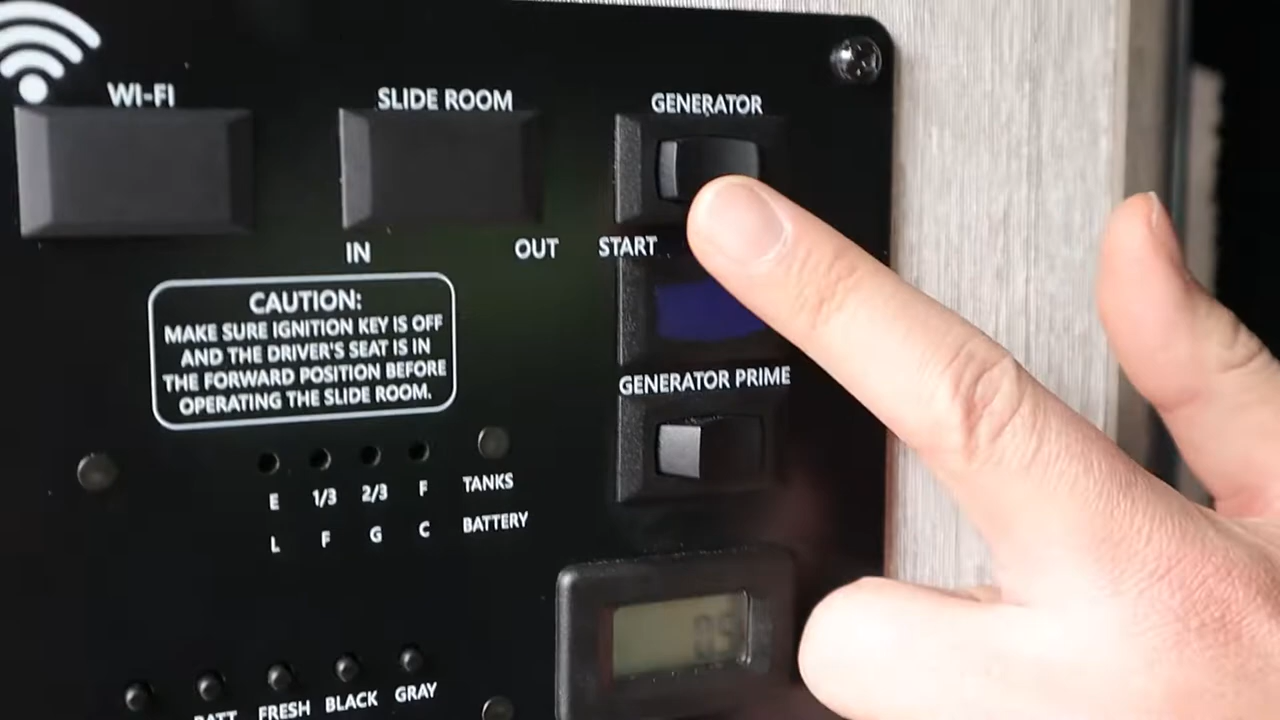 WI-FI
SLIDE ROOM
GENERATOR
IN
OUT
START
CAUTION:
MAKE SURE IGNITION KEY IS OFF
AND THE DRIVER'S SEAT IS IN
THE FORWARD POSITION BEFORE
OPERATING THE SLIDE ROOM.
GENERATOR PRIME
E 1/3 2/3 F TANKS
L F G C BATTERY
BATT FRESH BLACK GRAY